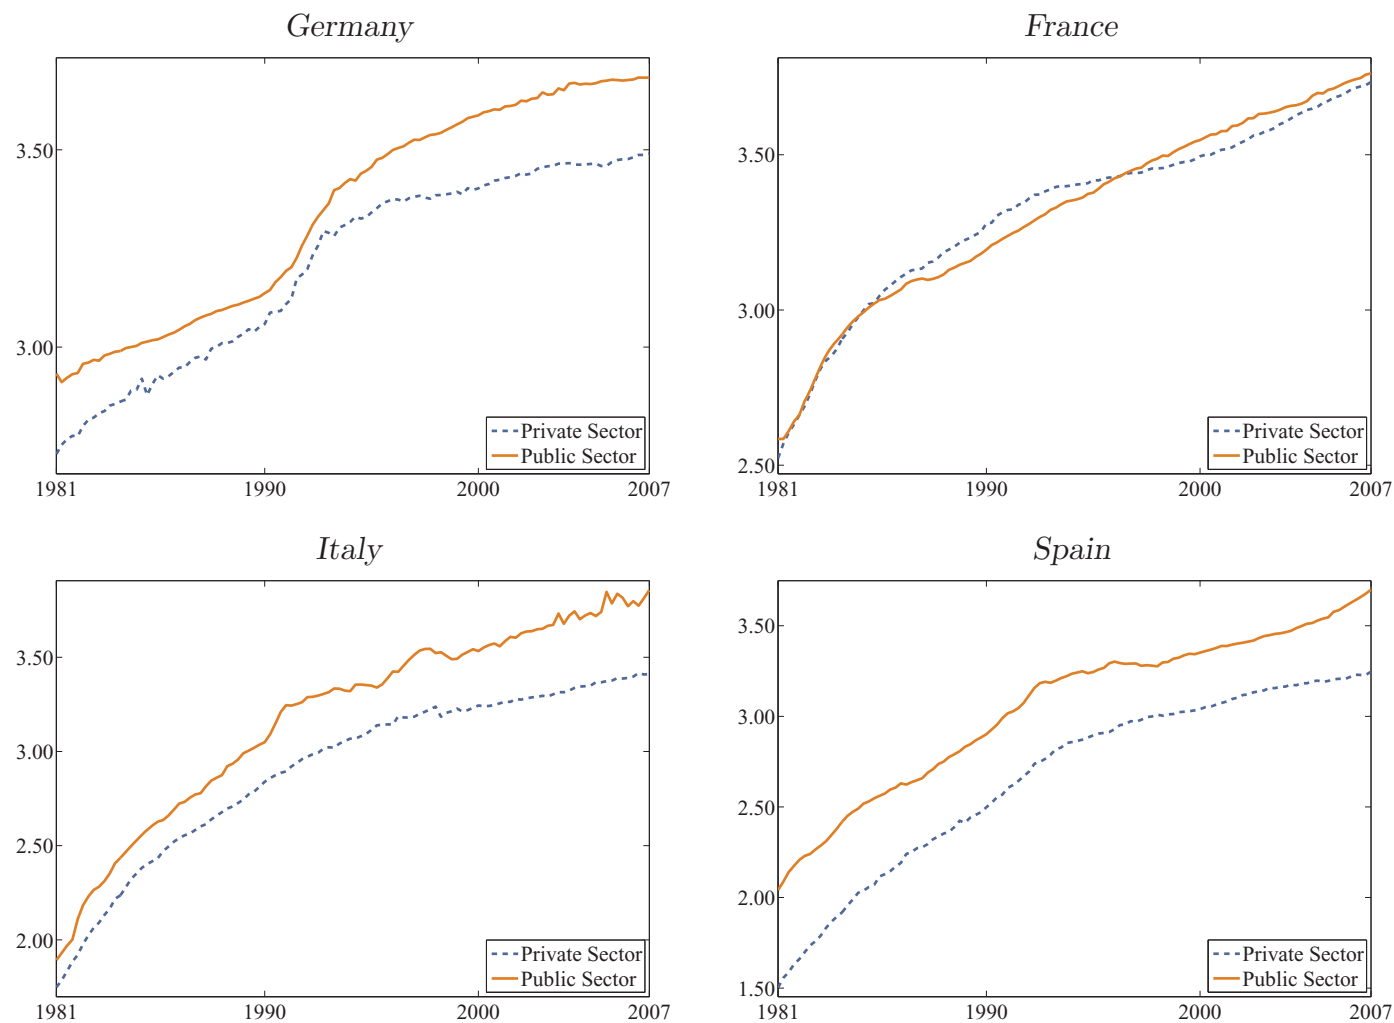 Germany
3.50
3.00
1981 1990 2000 2007
Private Sector
Public Sector
France
3.50
3.00
2.50
1981 1990 2000 2007
Private Sector
Public Sector
Italy
3.50
3.00
2.50
2.00
1981 1990 2000 2007
Private Sector
Public Sector
Spain
3.50
3.00
2.50
2.00
1.50
1981 1990 2000 2007
Private Sector
Public Sector